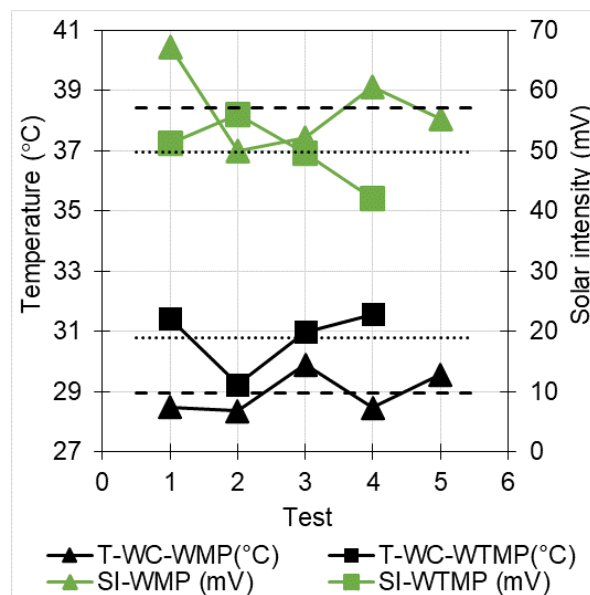 Temperature (°C)
41
39
37
35
33
31
29
27
70
60
50
40
30
20
10
0
Solar intensity (mV)
0 1 2 3 4 5 6
Test
T-WC-WMP(°C) T-WC-WTMP(°C)
SI-WMP (mV) SI-WTMP (mV)